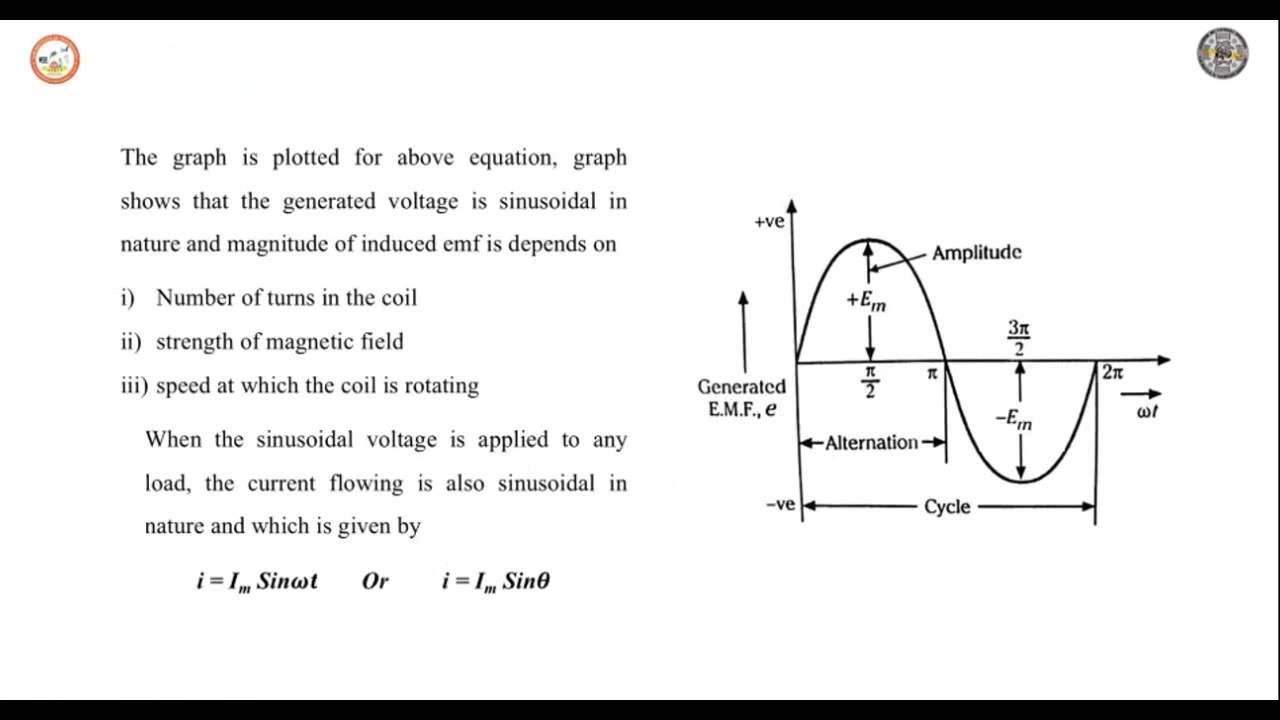 The graph is plotted for above equation, graph
shows that the generated voltage is sinusoidal in
nature and magnitude of induced emf is depends on
i) Number of turns in the coil
ii) strength of magnetic field
iii) speed at which the coil is rotating
When the sinusoidal voltage is applied to any
load, the current flowing is also sinusoidal in
nature and which is given by
i = Iₘ Sinωt Or i = Iₘ Sinθ
+ve
Amplitude
+Eₘ
3π/2
Generated
E.M.F., e
π/2
π
2π
ωt
−Eₘ
Alternation
−ve
Cycle